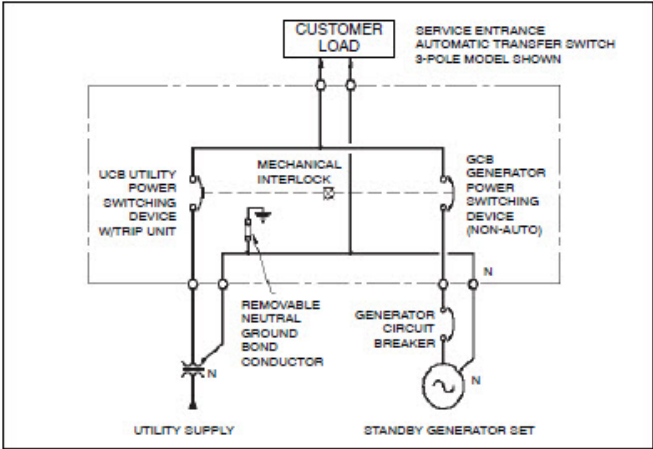 CUSTOMER
LOAD
SERVICE ENTRANCE
AUTOMATIC TRANSFER SWITCH
3-POLE MODEL SHOWN
UCB UTILITY
POWER
SWITCHING
DEVICE
W/TRIP UNIT
MECHANICAL
INTERLOCK
GCB
GENERATOR
POWER
SWITCHING
DEVICE
(NON-AUTO)
N
REMOVABLE
NEUTRAL
GROUND
BOND
CONDUCTOR
GENERATOR
CIRCUIT
BREAKER
N
N
UTILITY SUPPLY
STANDBY GENERATOR SET